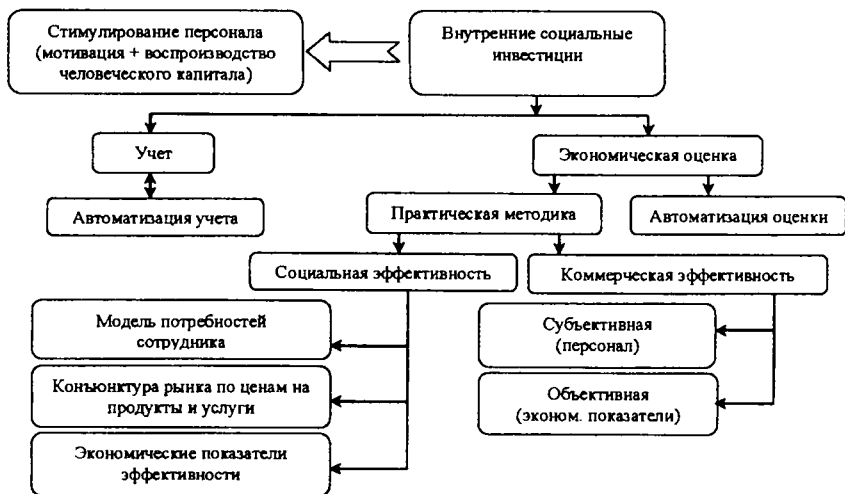 Стимулирование персонала
(мотивация + воспроизводство
человеческого капитала)
Внутренние социальные
инвестиции
Учет
Экономическая оценка
Автоматизация учета
Практическая методика
Автоматизация оценки
Социальная эффективность
Коммерческая эффективность
Модель потребностей
сотрудника
Субъективная
(персонал)
Конъюнктура рынка по ценам на
продукты и услуги
Объективная
(эконом. показатели)
Экономические показатели
эффективности